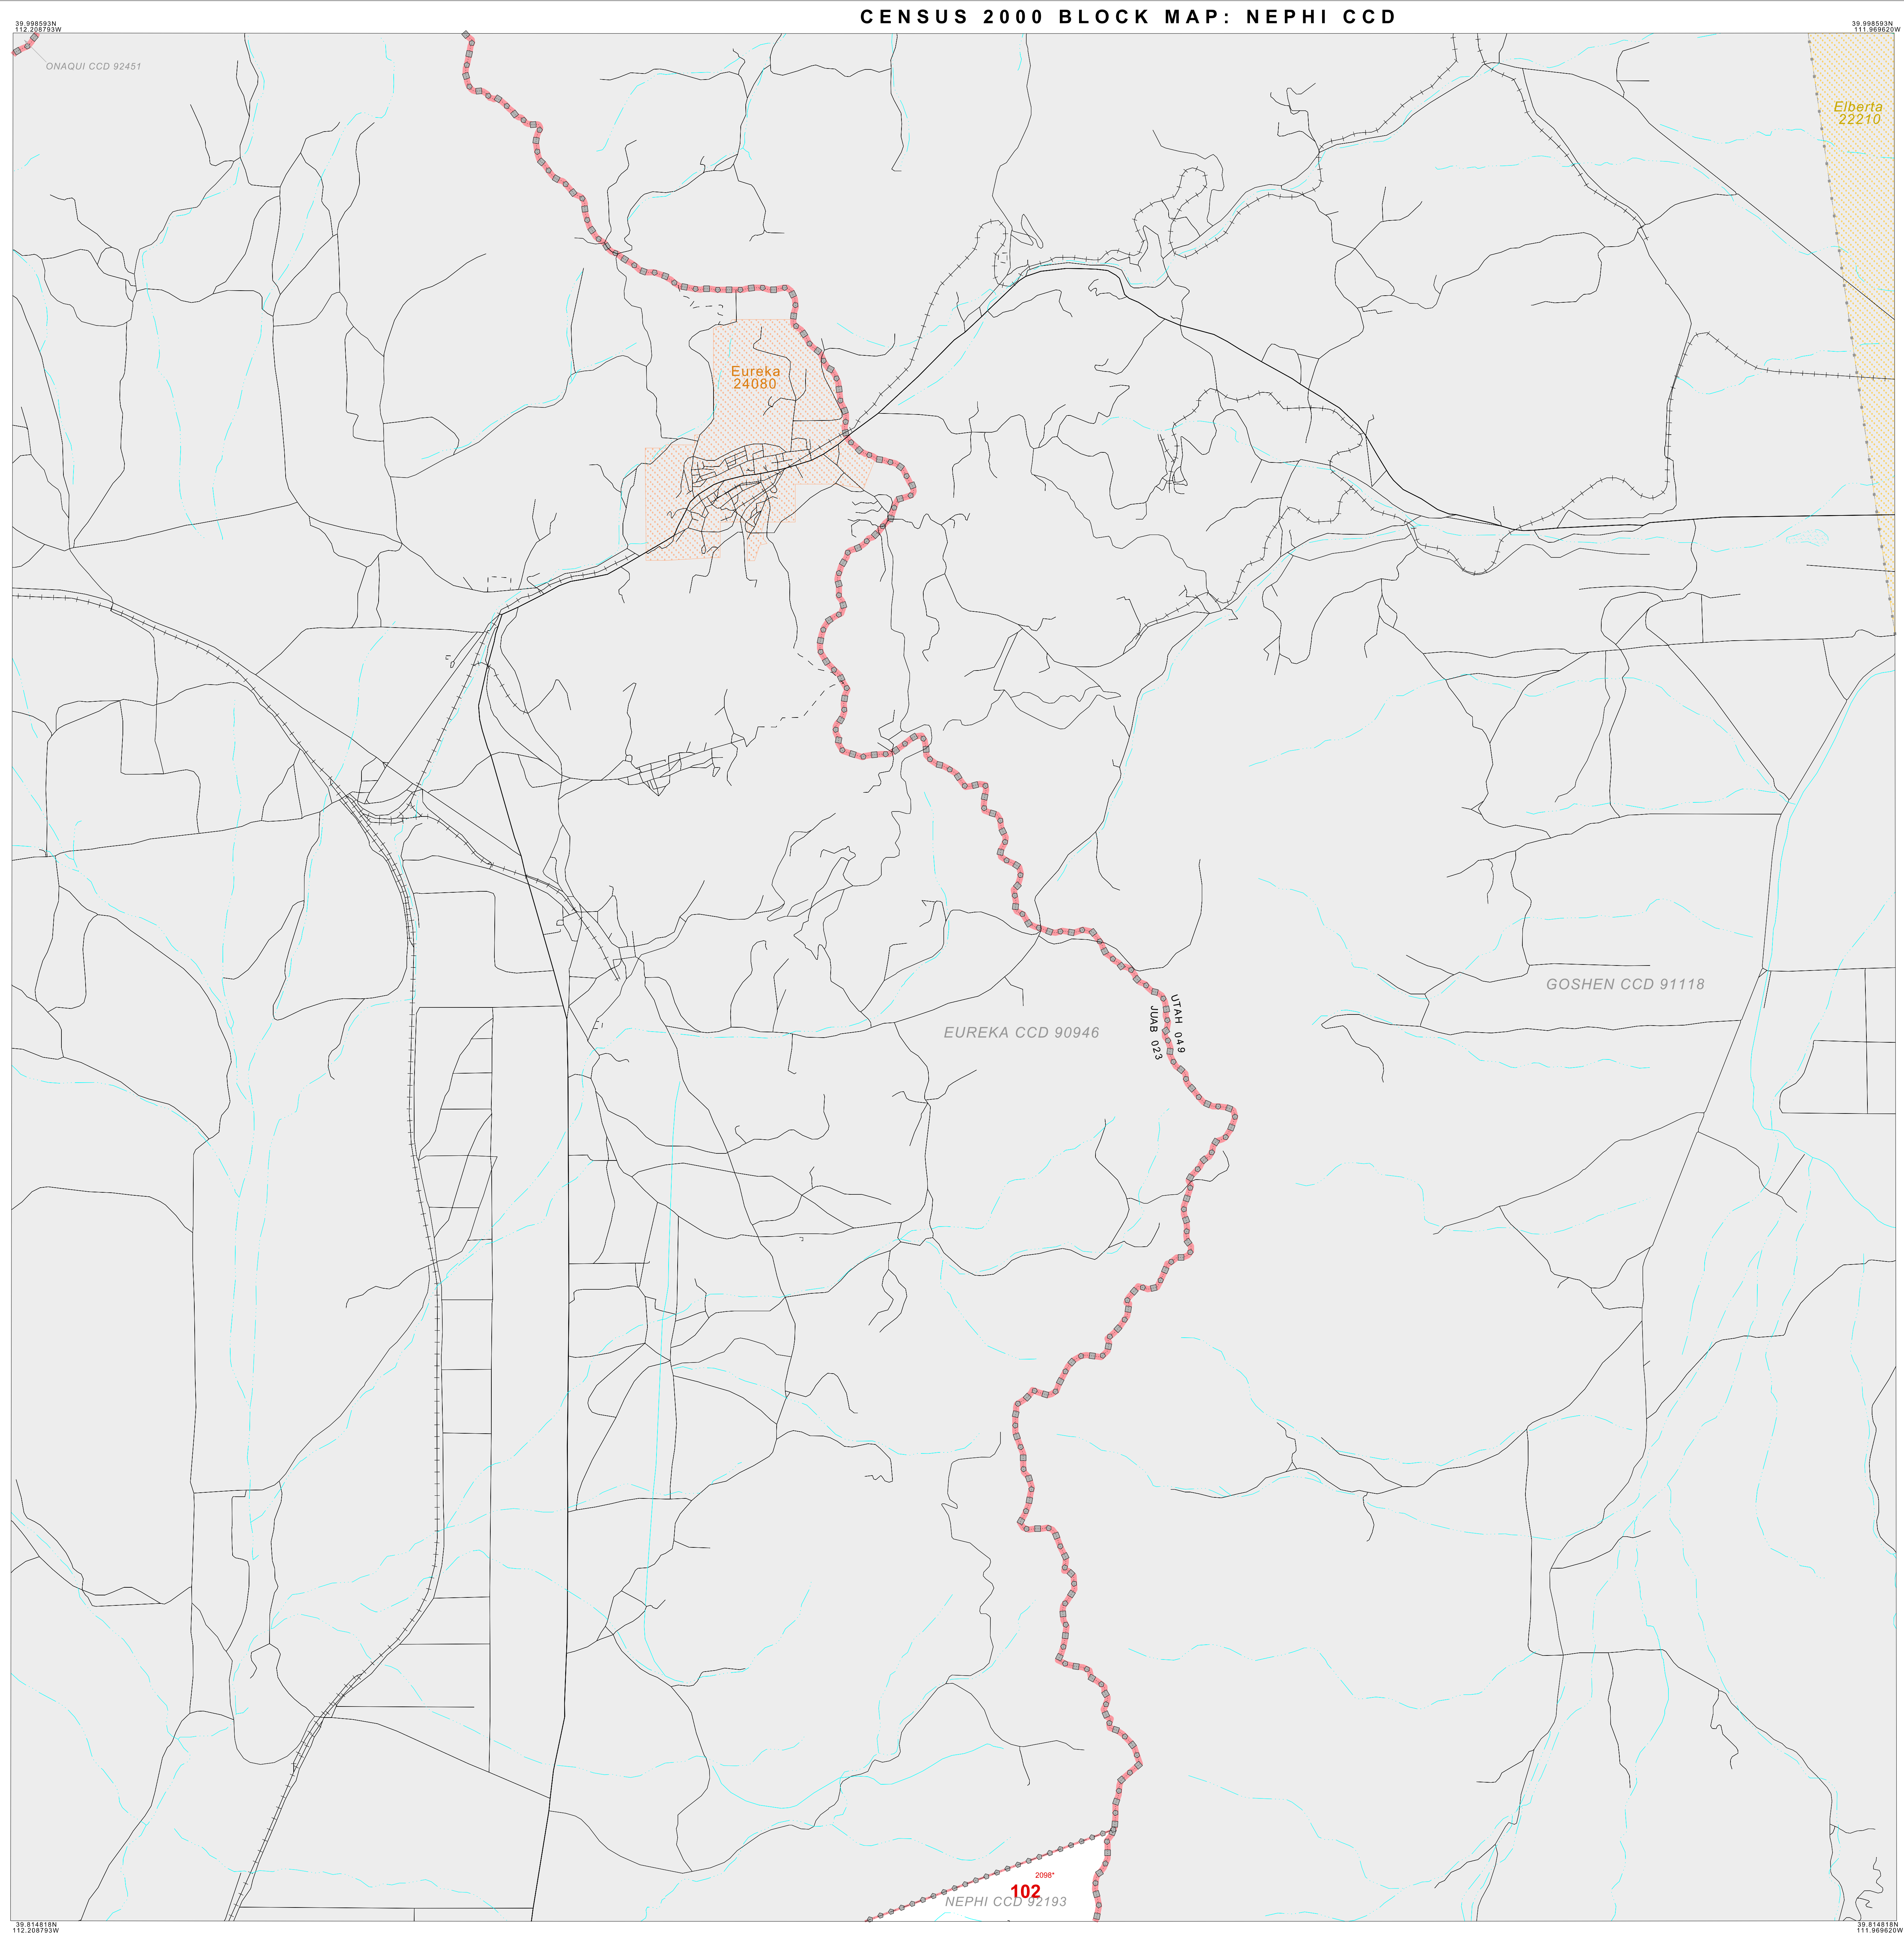 CENSUS 2000 BLOCK MAP: NEPHI CCD
39.998593N
112.208793W
39.998593N
111.969620W
ONAQUI CCD 92451
Elberta
22210
Eureka
24080
GOSHEN CCD 91118
EUREKA CCD 90946
UTAH 049
JUAB 023
2098*
102
NEPHI CCD 92193
39.814818N
112.208793W
39.814818N
111.969620W